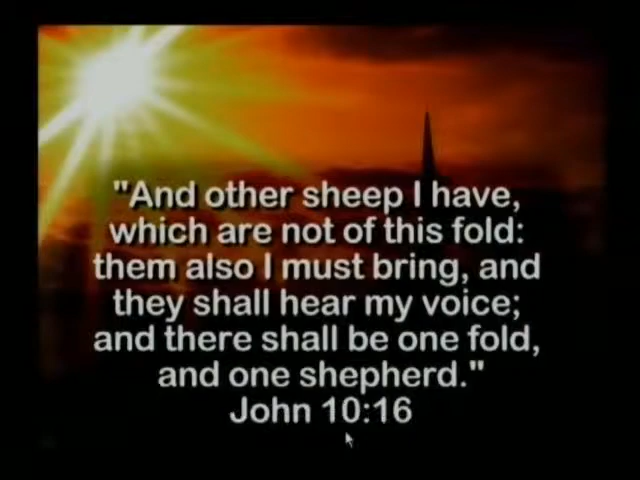 "And other sheep I have,
which are not of this fold:
them also I must bring, and
they shall hear my voice;
and there shall be one fold,
and one shepherd."
John 10:16